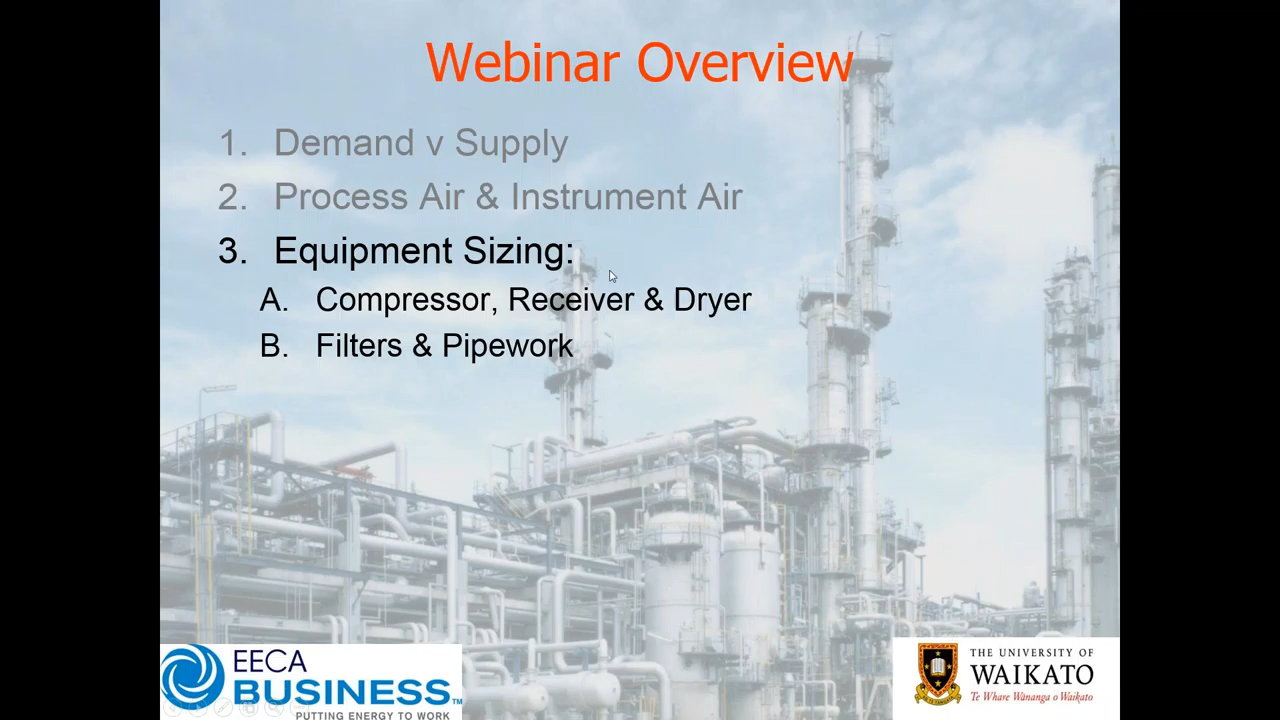 Webinar Overview
1. Demand v Supply
2. Process Air & Instrument Air
3. Equipment Sizing:
A. Compressor, Receiver & Dryer
B. Filters & Pipework
EECA
BUSINESS™
PUTTING ENERGY TO WORK
THE UNIVERSITY OF
WAIKATO
Te Whare Wānanga o Waikato